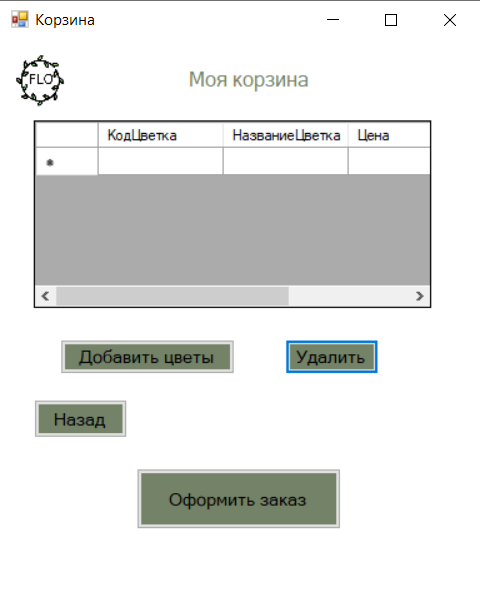 Корзина
FLO
Моя корзина
КодЦветка НазваниеЦветка Цена
Добавить цветы Удалить
Назад
Оформить заказ